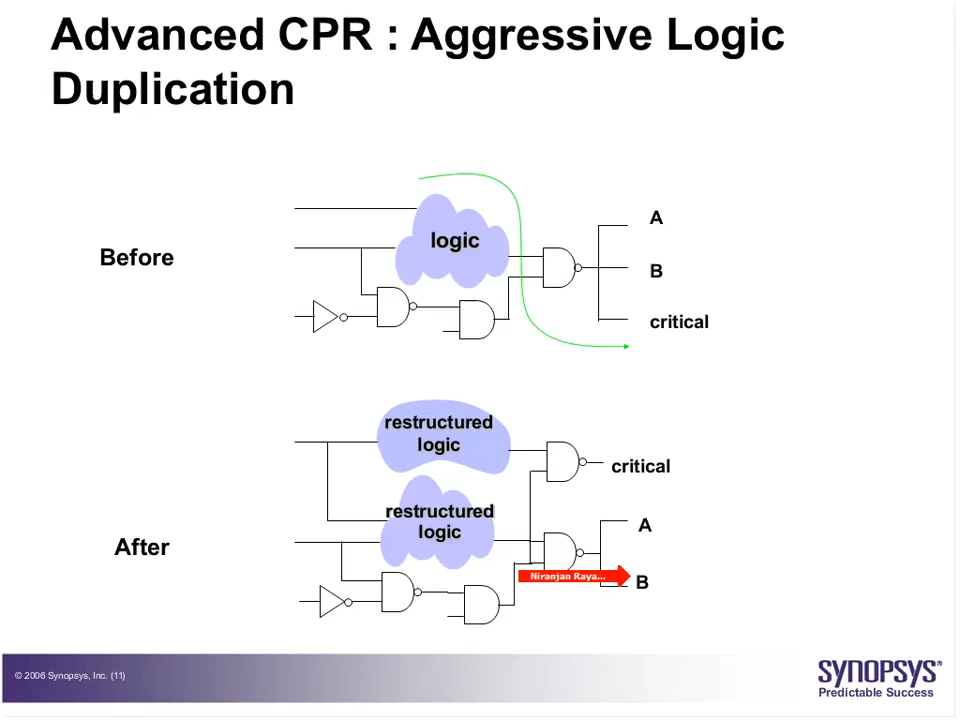 Advanced CPR : Aggressive Logic
Duplication
Before
logic
A
B
critical
After
restructured
logic
critical
restructured
logic
A
Niranjan Raya...
B
© 2006 Synopsys, Inc. (11)
SYNOPSYS®
Predictable Success